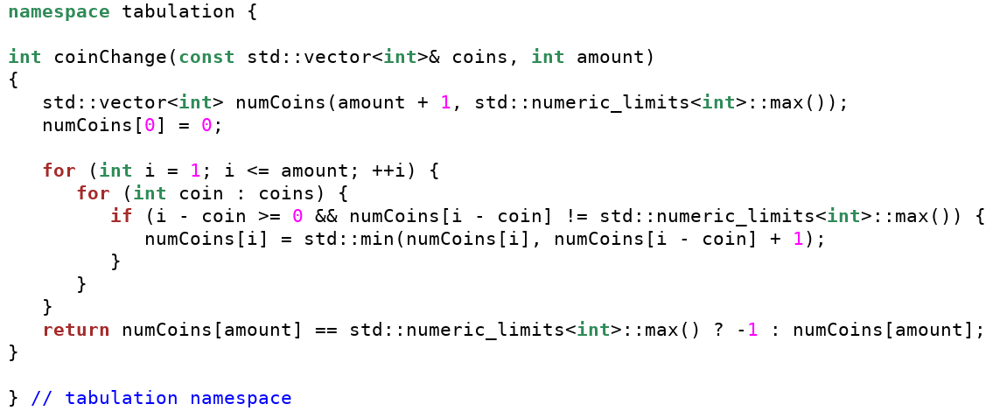 namespace tabulation {

int coinChange(const std::vector<int>& coins, int amount)
{
   std::vector<int> numCoins(amount + 1, std::numeric_limits<int>::max());
   numCoins[0] = 0;

   for (int i = 1; i <= amount; ++i) {
      for (int coin : coins) {
         if (i - coin >= 0 && numCoins[i - coin] != std::numeric_limits<int>::max()) {
            numCoins[i] = std::min(numCoins[i], numCoins[i - coin] + 1);
         }
      }
   }
   return numCoins[amount] == std::numeric_limits<int>::max() ? -1 : numCoins[amount];
}

} // tabulation namespace